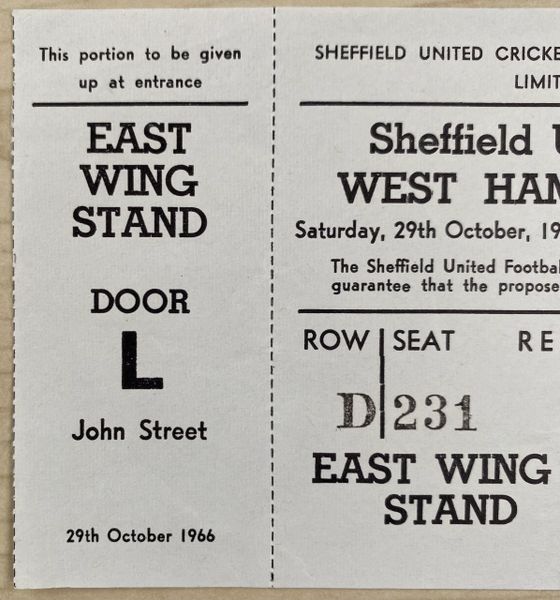 This portion to be given
up at entrance
EAST
WING
STAND
DOOR
L
John Street
29th October 1966
SHEFFIELD UNITED CRICKE
LIMIT
Sheffield U
WEST HAM
Saturday, 29th October, 19
The Sheffield United Footbal
guarantee that the propose
ROW SEAT RE
D 231
EAST WING
STAND